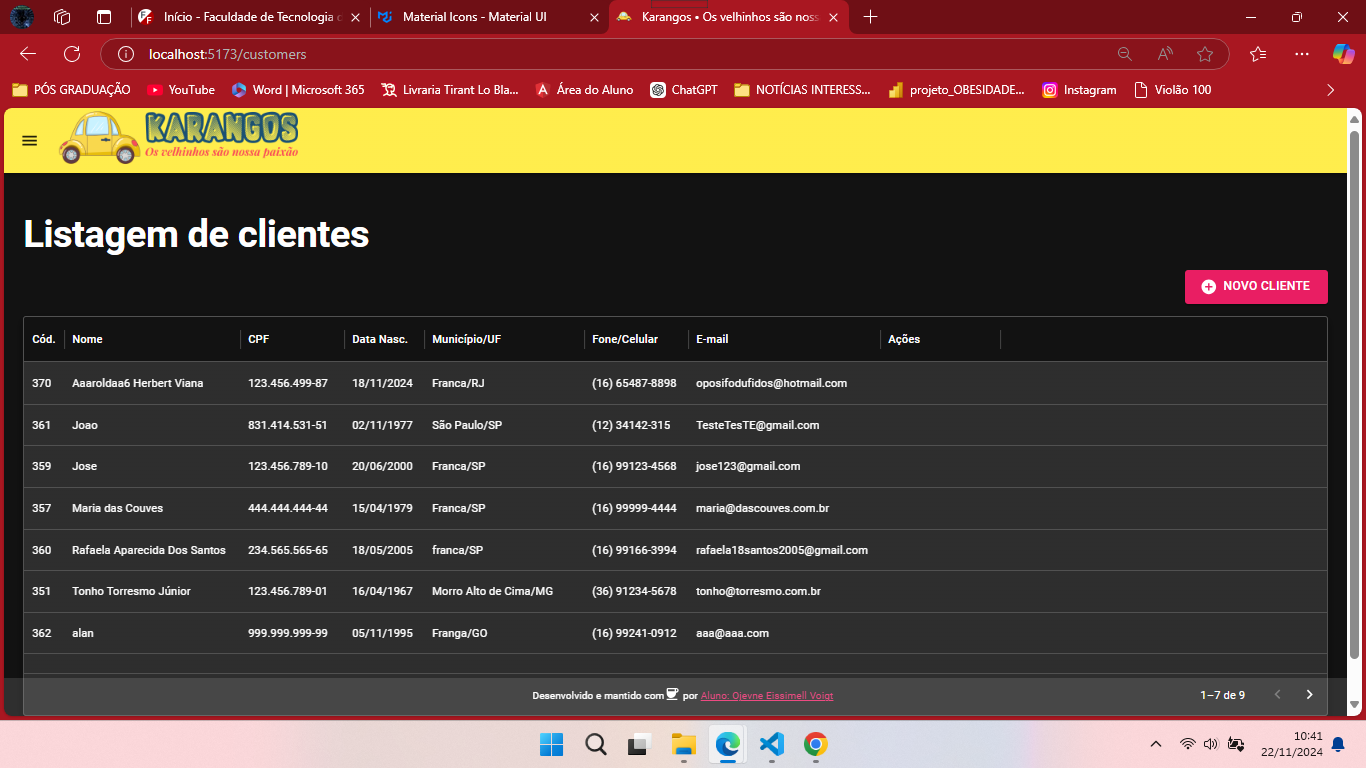 Início - Faculdade de Tecnologia d
Material Icons - Material UI
Karangos • Os velhinhos são noss
localhost:5173/customers
PÓS GRADUAÇÃO
YouTube
Word | Microsoft 365
Livraria Tirant Lo Bla...
Área do Aluno
ChatGPT
NOTÍCIAS INTERESS...
projeto_OBESIDADE...
Instagram
Violão 100
KARANGOS
Os velhinhos são nossa paixão
Listagem de clientes
NOVO CLIENTE
Cód. Nome CPF Data Nasc. Município/UF Fone/Celular E-mail Ações
370 Aaaroldaa6 Herbert Viana 123.456.499-87 18/11/2024 Franca/RJ (16) 65487-8898 oposifodufidos@hotmail.com
361 Joao 831.414.531-51 02/11/1977 São Paulo/SP (12) 34142-315 TesteTesTE@gmail.com
359 Jose 123.456.789-10 20/06/2000 Franca/SP (16) 99123-4568 jose123@gmail.com
357 Maria das Couves 444.444.444-44 15/04/1979 Franca/SP (16) 99999-4444 maria@dascouves.com.br
360 Rafaela Aparecida Dos Santos 234.565.565-65 18/05/2005 franca/SP (16) 99166-3994 rafaela18santos2005@gmail.com
351 Tonho Torresmo Júnior 123.456.789-01 16/04/1967 Morro Alto de Cima/MG (36) 91234-5678 tonho@torresmo.com.br
362 alan 999.999.999-99 05/11/1995 Franga/GO (16) 99241-0912 aaa@aaa.com
Desenvolvido e mantido com por Aluno: Ojevne Eissimell Voigt
1–7 de 9
10:41
22/11/2024